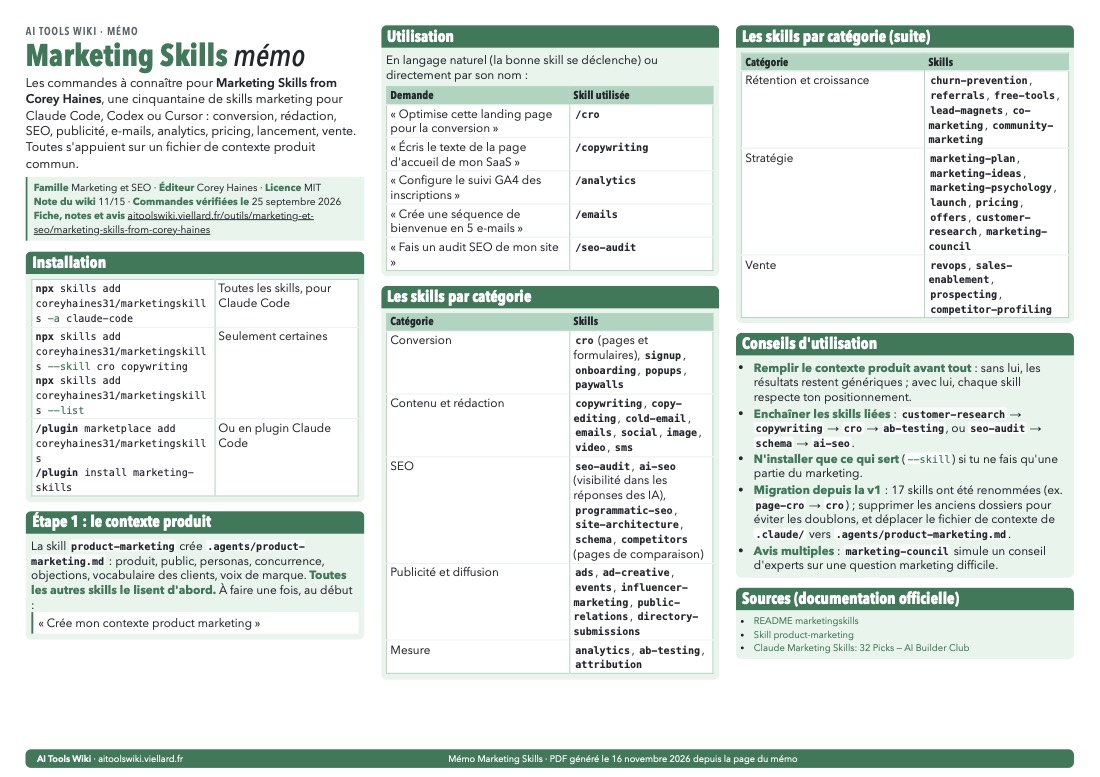 AI TOOLS WIKI · MÉMO
Marketing Skills mémo
Les commandes à connaître pour Marketing Skills from
Corey Haines, une cinquantaine de skills marketing pour
Claude Code, Codex ou Cursor : conversion, rédaction,
SEO, publicité, e-mails, analytics, pricing, lancement, vente.
Toutes s'appuient sur un fichier de contexte produit
commun.
Famille Marketing et SEO · Éditeur Corey Haines · Licence MIT
Note du wiki 11/15 · Commandes vérifiées le 25 septembre 2026
Fiche, notes et avis aitoolswiki.viellard.fr/outils/marketing-et-
seo/marketing-skills-from-corey-haines
Installation
npx skills add
coreyhaines31/marketingskill
s -a claude-code
Toutes les skills, pour
Claude Code
npx skills add
coreyhaines31/marketingskill
s --skill cro copywriting
npx skills add
coreyhaines31/marketingskill
s --list
Seulement certaines
/plugin marketplace add
coreyhaines31/marketingskill
s
/plugin install marketing-
skills
Ou en plugin Claude
Code
Étape 1 : le contexte produit
La skill product-marketing crée .agents/product-
marketing.md : produit, public, personas, concurrence,
objections, vocabulaire des clients, voix de marque. Toutes
les autres skills le lisent d'abord. À faire une fois, au début
:
« Crée mon contexte product marketing »
Utilisation
En langage naturel (la bonne skill se déclenche) ou
directement par son nom :
Demande Skill utilisée
« Optimise cette landing page
pour la conversion »
/cro
« Écris le texte de la page
d'accueil de mon SaaS »
/copywriting
« Configure le suivi GA4 des
inscriptions »
/analytics
« Crée une séquence de
bienvenue en 5 e-mails »
/emails
« Fais un audit SEO de mon site
»
/seo-audit
Les skills par catégorie
Catégorie Skills
Conversion
cro (pages et
formulaires), signup,
onboarding, popups,
paywalls
Contenu et rédaction
copywriting, copy-
editing, cold-email,
emails, social, image,
video, sms
SEO
seo-audit, ai-seo
(visibilité dans les
réponses des IA),
programmatic-seo,
site-architecture,
schema, competitors
(pages de comparaison)
Publicité et diffusion
ads, ad-creative,
events, influencer-
marketing, public-
relations, directory-
submissions
Mesure
analytics, ab-testing,
attribution
Les skills par catégorie (suite)
Catégorie Skills
Rétention et croissance
churn-prevention,
referrals, free-tools,
lead-magnets, co-
marketing, community-
marketing
Stratégie
marketing-plan,
marketing-ideas,
marketing-psychology,
launch, pricing,
offers, customer-
research, marketing-
council
Vente
revops, sales-
enablement,
prospecting,
competitor-profiling
Conseils d'utilisation
• Remplir le contexte produit avant tout : sans lui, les
résultats restent génériques ; avec lui, chaque skill
respecte ton positionnement.
• Enchaîner les skills liées : customer-research →
copywriting → cro → ab-testing, ou seo-audit →
schema → ai-seo.
• N'installer que ce qui sert (--skill) si tu ne fais qu'une
partie du marketing.
• Migration depuis la v1 : 17 skills ont été renommées (ex.
page-cro → cro) ; supprimer les anciens dossiers pour
éviter les doublons, et déplacer le fichier de contexte de
.claude/ vers .agents/product-marketing.md.
• Avis multiples : marketing-council simule un conseil
d'experts sur une question marketing difficile.
Sources (documentation officielle)
• README marketingskills
• Skill product-marketing
• Claude Marketing Skills: 32 Picks – AI Builder Club
AI Tools Wiki · aitoolswiki.viellard.fr
Mémo Marketing Skills · PDF généré le 16 novembre 2026 depuis la page du mémo